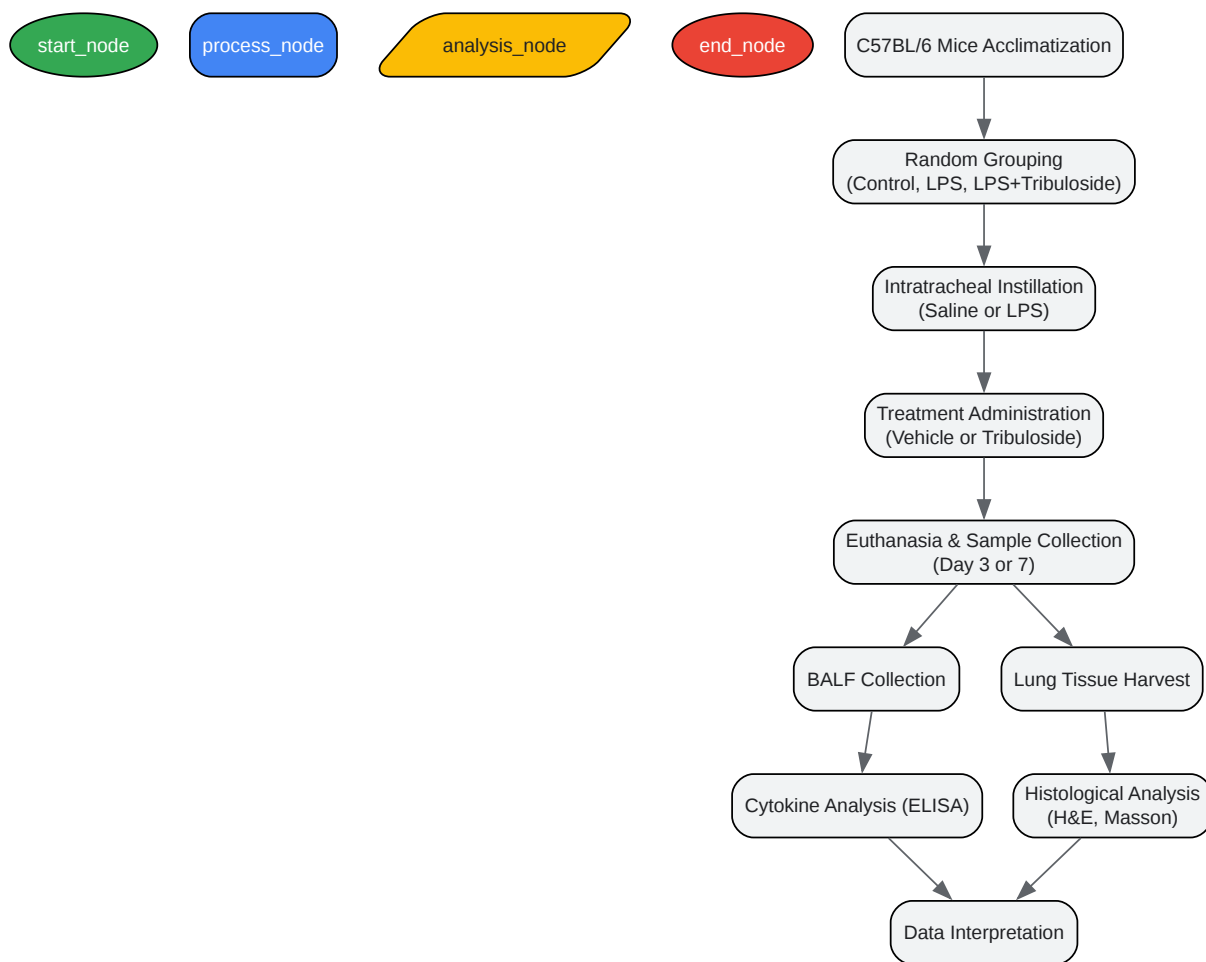 start_node
process_node
analysis_node
end_node
C57BL/6 Mice Acclimatization
Random Grouping
(Control, LPS, LPS+Tribuloside)
Intratracheal Instillation
(Saline or LPS)
Treatment Administration
(Vehicle or Tribuloside)
Euthanasia & Sample Collection
(Day 3 or 7)
BALF Collection
Lung Tissue Harvest
Cytokine Analysis (ELISA)
Histological Analysis
(H&E, Masson)
Data Interpretation